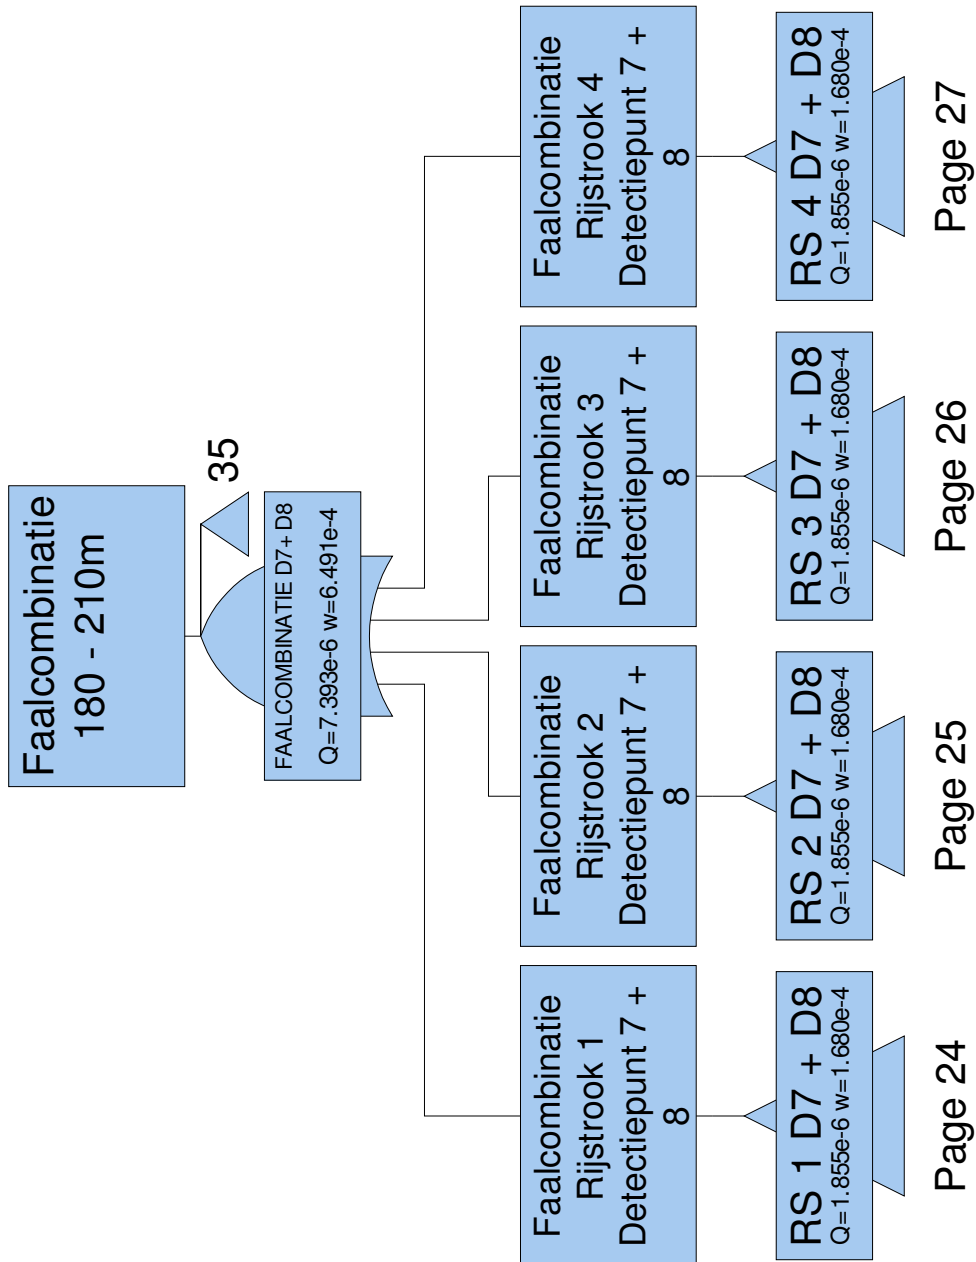 Faalcombinatie
180 - 210m
35
FAALCOMBINATIE D7+ D8
Q=7.393e-6 w=6.491e-4
Faalcombinatie
Rijstrook 1
Detectiepunt 7 +
8
RS 1 D7 + D8
Q=1.855e-6 w=1.680e-4
Page 24
Faalcombinatie
Rijstrook 2
Detectiepunt 7 +
8
RS 2 D7 + D8
Q=1.855e-6 w=1.680e-4
Page 25
Faalcombinatie
Rijstrook 3
Detectiepunt 7 +
8
RS 3 D7 + D8
Q=1.855e-6 w=1.680e-4
Page 26
Faalcombinatie
Rijstrook 4
Detectiepunt 7 +
8
RS 4 D7 + D8
Q=1.855e-6 w=1.680e-4
Page 27